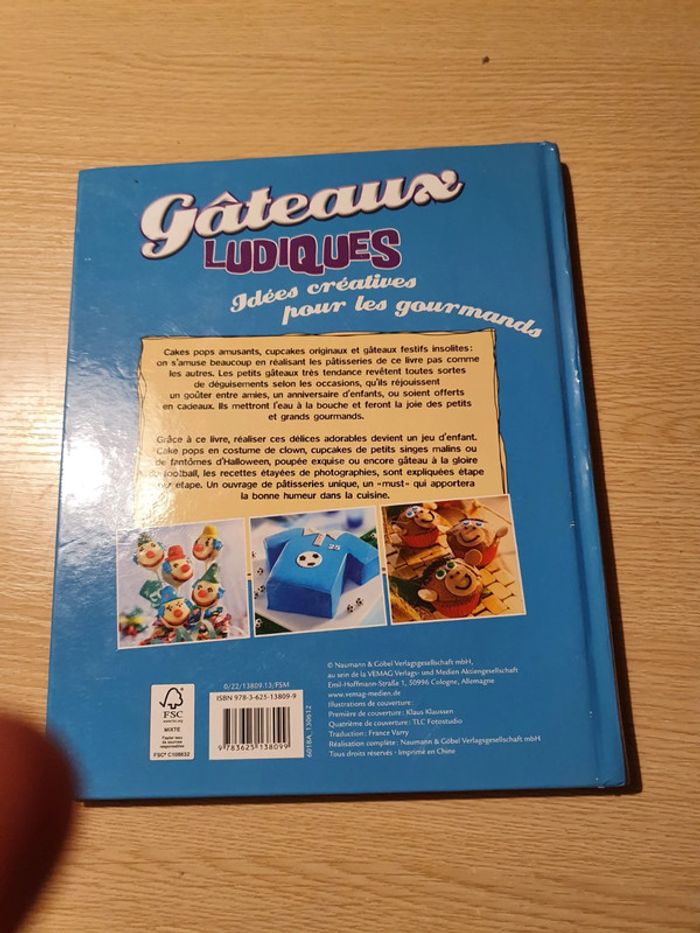 Gâteaux
LUDIQUES
Idées créatives
pour les gourmands
Cakes pops amusants, cupcakes originaux et gâteaux festifs insolites :
on s'amuse beaucoup en réalisant les pâtisseries de ce livre pas comme
les autres. Les petits gâteaux très tendance revêtent toutes sortes
de déguisements selon les occasions, qu'ils réjouissent
un goûter entre amies, un anniversaire d'enfants, ou soient offerts
en cadeaux. Ils mettront l'eau à la bouche et feront la joie des petits
et grands gourmands.
Grâce à ce livre, réaliser ces délices adorables devient un jeu d'enfant.
Cake pops en costume de clown, cupcakes de petits singes malins ou
de fantômes d'Halloween, poupée exquise ou encore gâteau à la gloire
du football, les recettes étayées de photographies, sont expliquées étape
par étape. Un ouvrage de pâtisseries unique, un «must» qui apportera
la bonne humeur dans la cuisine.
25
© Naumann & Göbel Verlagsgesellschaft mbH,
au sein de la VEMAG Verlags- und Medien Aktiengesellschaft
Emil-Hoffmann-Straße 1, 50996 Cologne, Allemagne
www.vemag-medien.de
Illustrations de couverture :
Première de couverture : Klaus Klaussen
Quatrième de couverture : TLC Fotostudio
Traduction : France Varry
Réalisation complète : Naumann & Göbel Verlagsgesellschaft mbH
Tous droits réservés • Imprimé en Chine
0/22/13809.13/FSM
ISBN 978-3-625-13809-9
9 783625 138099
6018A_130612
FSC
www.fsc.org
MIXTE
Papier issu
de sources
responsables
FSC® C108632